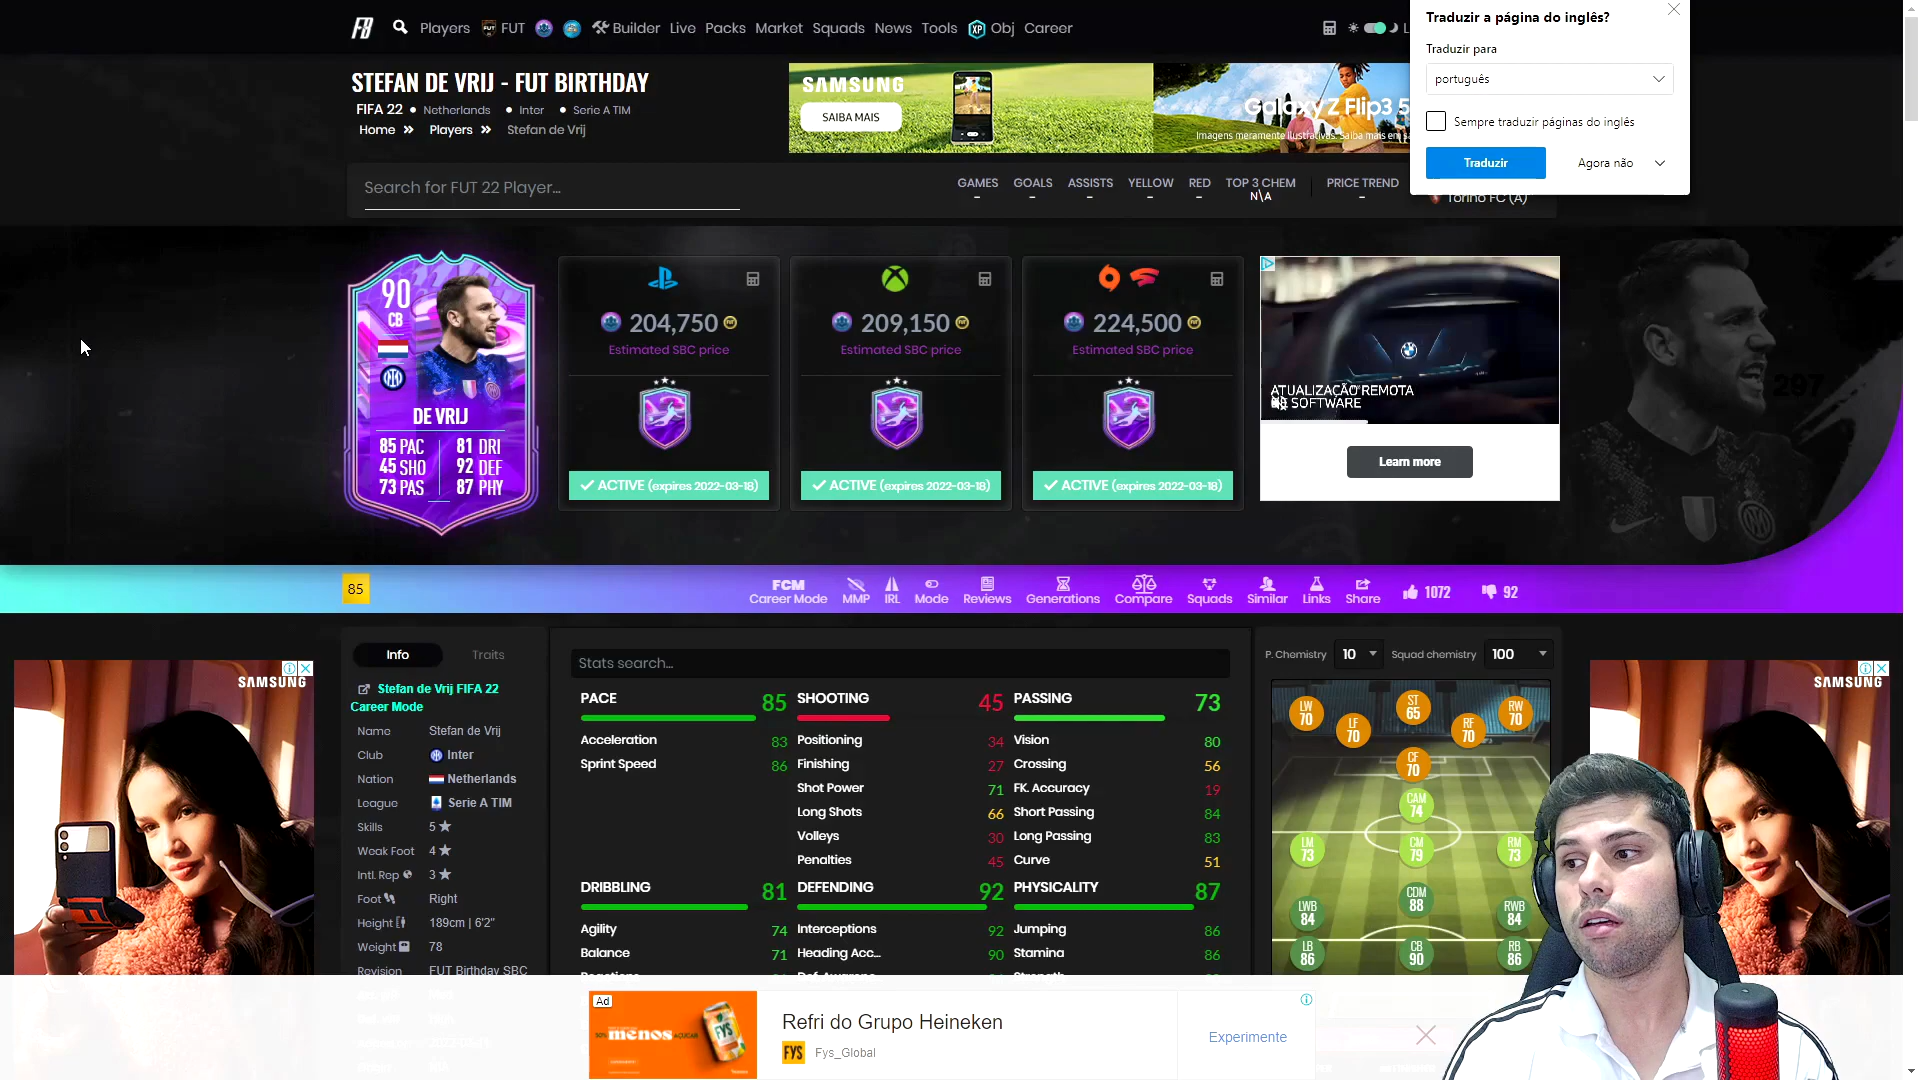 Players
FUT
Builder
Live
Packs
Market
Squads
News
Tools
XP Obj
Career
Traduzir a página do inglês?
Traduzir para
português
Sempre traduzir páginas do inglês
Traduzir
Agora não
STEFAN DE VRIJ - FUT BIRTHDAY
FIFA 22 • Netherlands • Inter • Serie A TIM
Home » Players » Stefan de Vrij
SAMSUNG
SAIBA MAIS
Galaxy Z Flip3 5
Imagens meramente ilustrativas. Saiba mais em
Search for FUT 22 Player...
GAMES
-
GOALS
-
ASSISTS
-
YELLOW
-
RED
-
TOP 3 CHEM
N\A
PRICE TREND
-
Torino FC (A)
90
CB
DE VRIJ
85 PAC 81 DRI
45 SHO 92 DEF
73 PAS 87 PHY
204,750
Estimated SBC price
ACTIVE (expires 2022-03-18)
209,150
Estimated SBC price
ACTIVE (expires 2022-03-18)
224,500
Estimated SBC price
ACTIVE (expires 2022-03-18)
ATUALIZAÇÃO REMOTA
SOFTWARE
Learn more
85
FCM
Career Mode
MMP
IRL
Mode
Reviews
Generations
Compare
Squads
Similar
Links
Share
1072
92
SAMSUNG
Info
Traits
Stefan de Vrij FIFA 22
Career Mode
Name Stefan de Vrij
Club Inter
Nation Netherlands
League Serie A TIM
Skills 5
Weak Foot 4
Intl. Rep 3
Foot Right
Height 189cm | 6'2"
Weight 78
Revision FUT Birthday SBC
Stats search...
PACE 85
Acceleration 83
Sprint Speed 86
SHOOTING 45
Positioning 34
Finishing 27
Shot Power 71
Long Shots 66
Volleys 30
Penalties 45
PASSING 73
Vision 80
Crossing 56
FK. Accuracy 19
Short Passing 84
Long Passing 83
Curve 51
DRIBBLING 81
Agility 74
Balance 71
DEFENDING 92
Interceptions 92
Heading Acc... 90
PHYSICALITY 87
Jumping 86
Stamina 86
P. Chemistry 10
Squad chemistry 100
LW 70
LF 70
ST 65
RF 70
RW 70
CF 70
CAM 74
LM 73
CM 79
RM 73
LWB 84
CDM 88
RWB 84
LB 86
CB 90
RB 86
SAMSUNG
Ad
menos
FYS
Refri do Grupo Heineken
FYS Fys_Global
Experimente